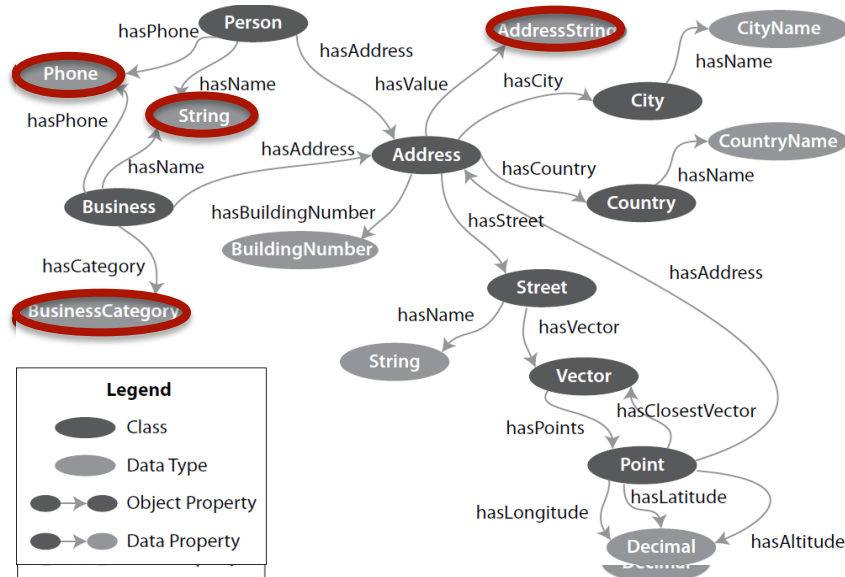 Person
hasPhone
hasAddress
AddressString
CityName
Phone
hasName
hasValue
hasCity
hasName
City
String
hasPhone
hasName
hasAddress
Address
CountryName
hasCountry
hasName
Business
Country
hasBuildingNumber
hasStreet
BuildingNumber
hasCategory
hasAddress
Street
BusinessCategory
hasName
hasVector
String
Vector
Legend
Class
Data Type
Object Property
Data Property
hasClosestVector
hasPoints
Point
hasLatitude
hasLongitude
hasAltitude
Decimal
Decimal